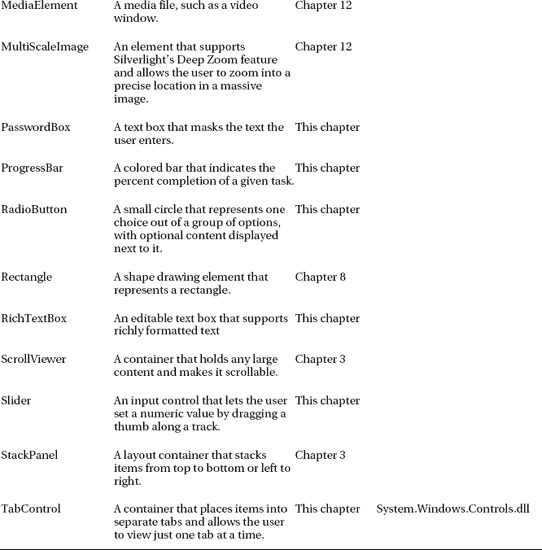 MediaElement A media file, such as a video Chapter 12
window.
MultiScaleImage An element that supports Chapter 12
Silverlight's Deep Zoom feature
and allows the user to zoom into a
precise location in a massive
image.
PasswordBox A text box that masks the text the This chapter
user enters.
ProgressBar A colored bar that indicates the This chapter
percent completion of a given task.
RadioButton A small circle that represents one This chapter
choice out of a group of options,
with optional content displayed
next to it.
Rectangle A shape drawing element that Chapter 8
represents a rectangle.
RichTextBox An editable text box that supports This chapter
richly formatted text
ScrollViewer A container that holds any large Chapter 3
content and makes it scrollable.
Slider An input control that lets the user This chapter
set a numeric value by dragging a
thumb along a track.
StackPanel A layout container that stacks Chapter 3
items from top to bottom or left to
right.
TabControl A container that places items into This chapter System.Windows.Controls.dll
separate tabs and allows the user
to view just one tab at a time.